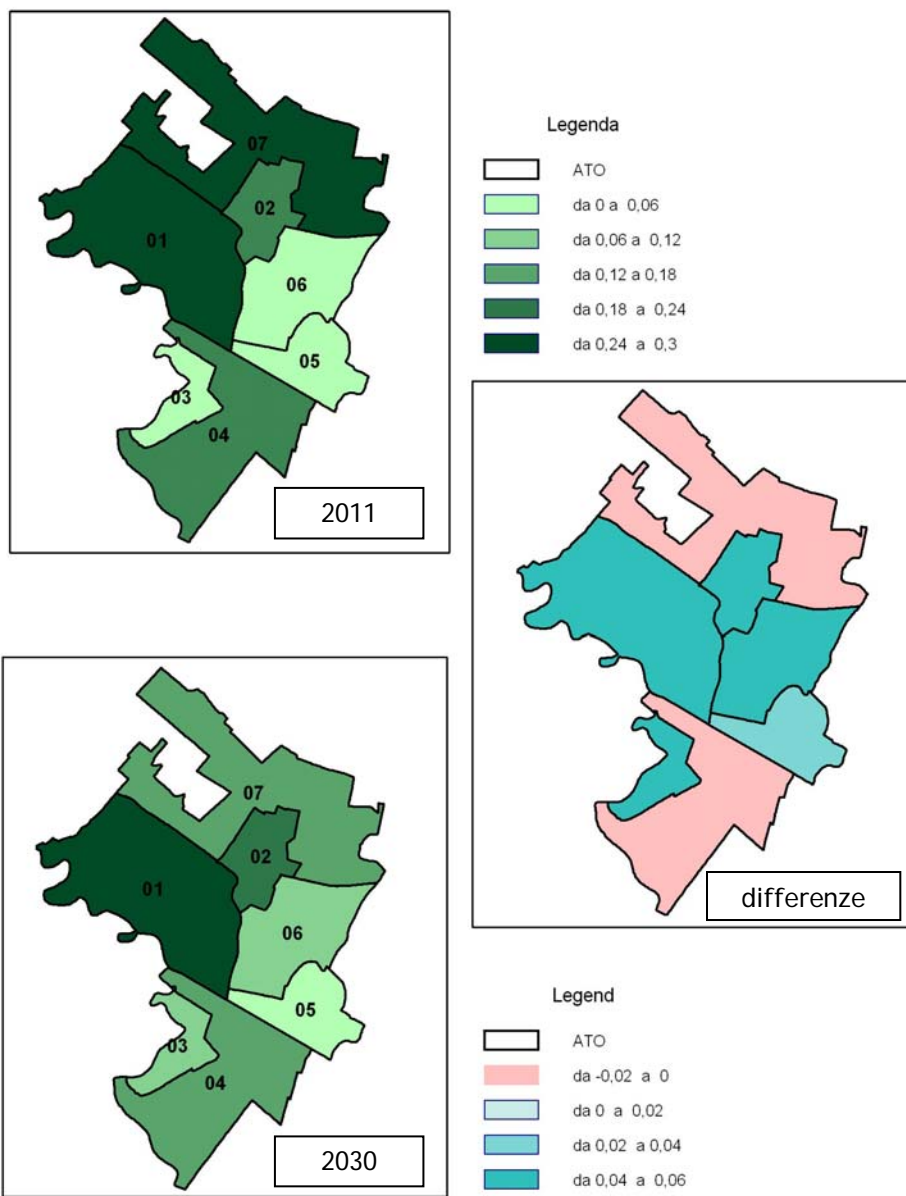 07
02
01
06
05
03
04
2011
Legenda
ATO
da 0 a 0,06
da 0,06 a 0,12
da 0,12 a 0,18
da 0,18 a 0,24
da 0,24 a 0,3
differenze
07
02
01
06
05
03
04
2030
Legend
ATO
da -0,02 a 0
da 0 a 0,02
da 0,02 a 0,04
da 0,04 a 0,06